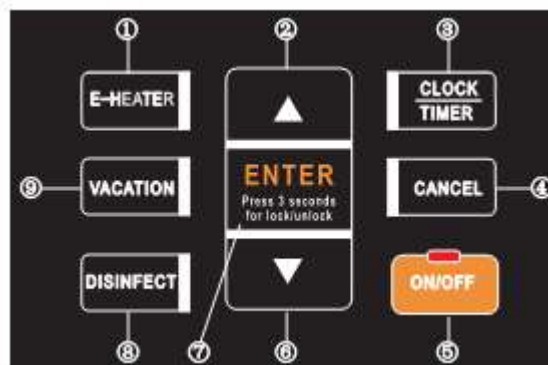 ① ② ③
E-HEATER
CLOCK
TIMER
ENTER
Press 3 seconds
for lock/unlock
⑨ VACATION
CANCEL ④
DISINFECT
ON/OFF
⑧ ⑦ ⑥ ⑤